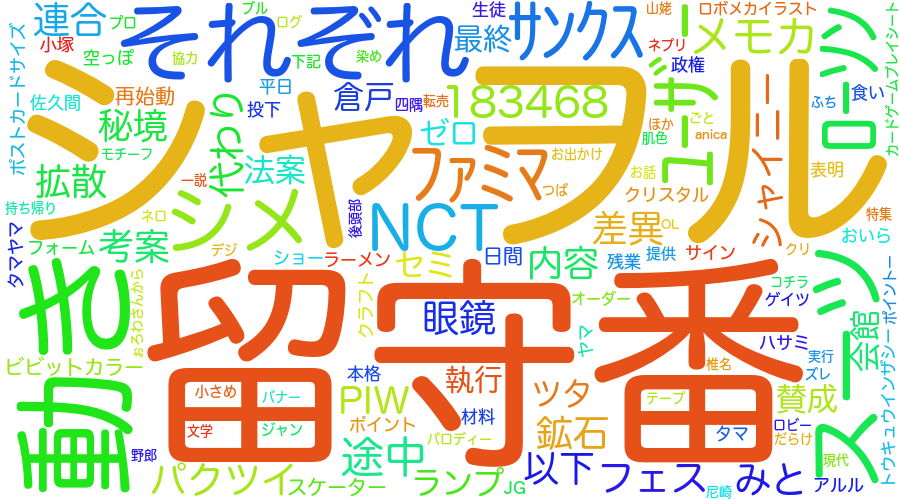 連合
プロ
それぞれ
ブル
ログ
生徒
最終
サンクス
山姥
ロボメカイラスト
ネプリ
メモカ
ローソン
カードゲームプレイシート
小塚
空っぽ
協力
下記
染め
政権
ポストカードサイズ
佐久間
再始動
投下
平日
倉戸
四隅
転売
183468
ユーザー
ほか
ごと
ふち
食い
シャヲル
秘境
モチーフ
代わり
法案
ゼロ
ファミマ
お出かけ
肌色
anica
シャイニー
拡散
一説
シメ
つば
お話
クリスタル
表明
持ち帰り
ネロ
後頭部
NCT
差異
OL
特集
タマヤマ
フォーム
考案
デジ
ショー
ラーメン
セミ
日間
内容
残業
提供
サイン
クリ
おいら
動き
ぉろわさんから
留守番
クラフト
眼鏡
オーダー
ヤマ
コチラ
ゲイツ
スーツ
会館
トウキュウインザシーポイントー
ビビットカラー
本格
執行
ハサミ
実行
ズレ
小さめ
バナー
PIW
材料
ツタ
椎名
賛成
文学
ジャン
ポイント
パロディー
鉱石
テープ
タマ
ロビー
だらけ
野郎
途中
現代
パクツイ
スケーター
ランプ
JG
以下
フェス
尼崎
みと
アルル